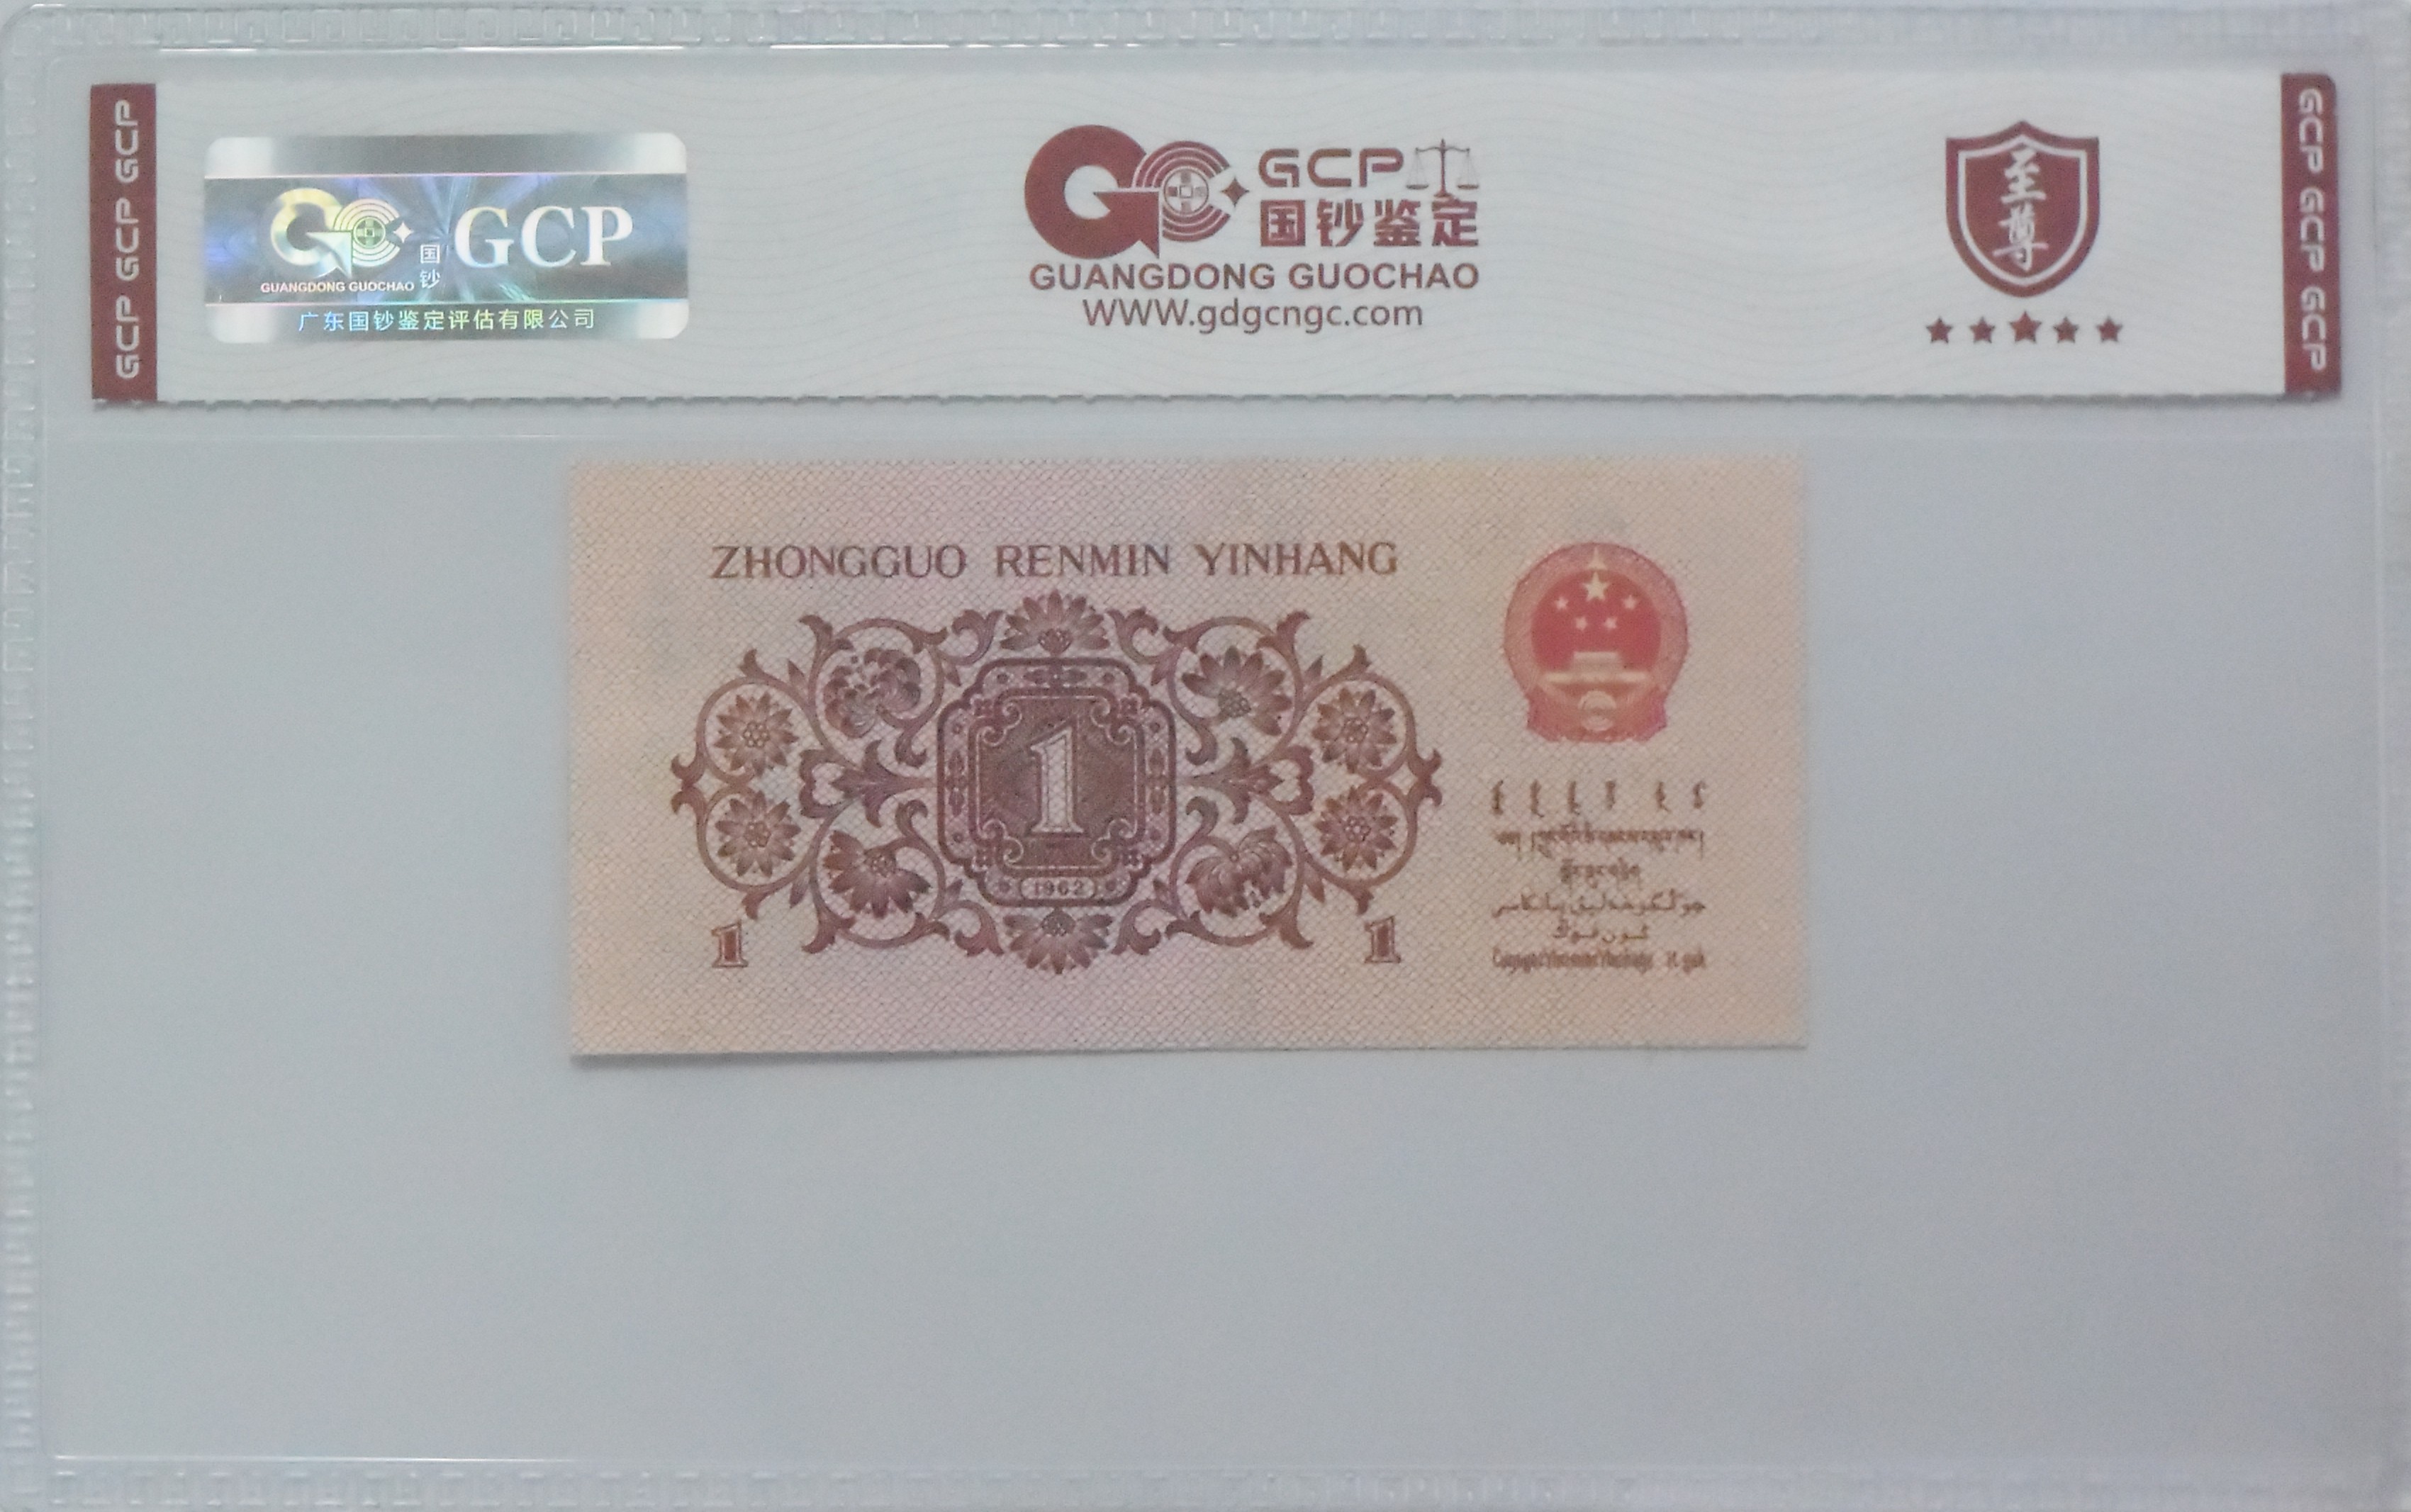 GCP GCP GCP
GUANGDONG GUOCHAO
国钞
GCP
广东国钞鉴定评估有限公司
GCP
国钞鉴定
GUANGDONG GUOCHAO
WWW.gdgcngc.com
至尊
GCP GCP GCP
ZHONGGUO RENMIN YINHANG
1
1962
1
1